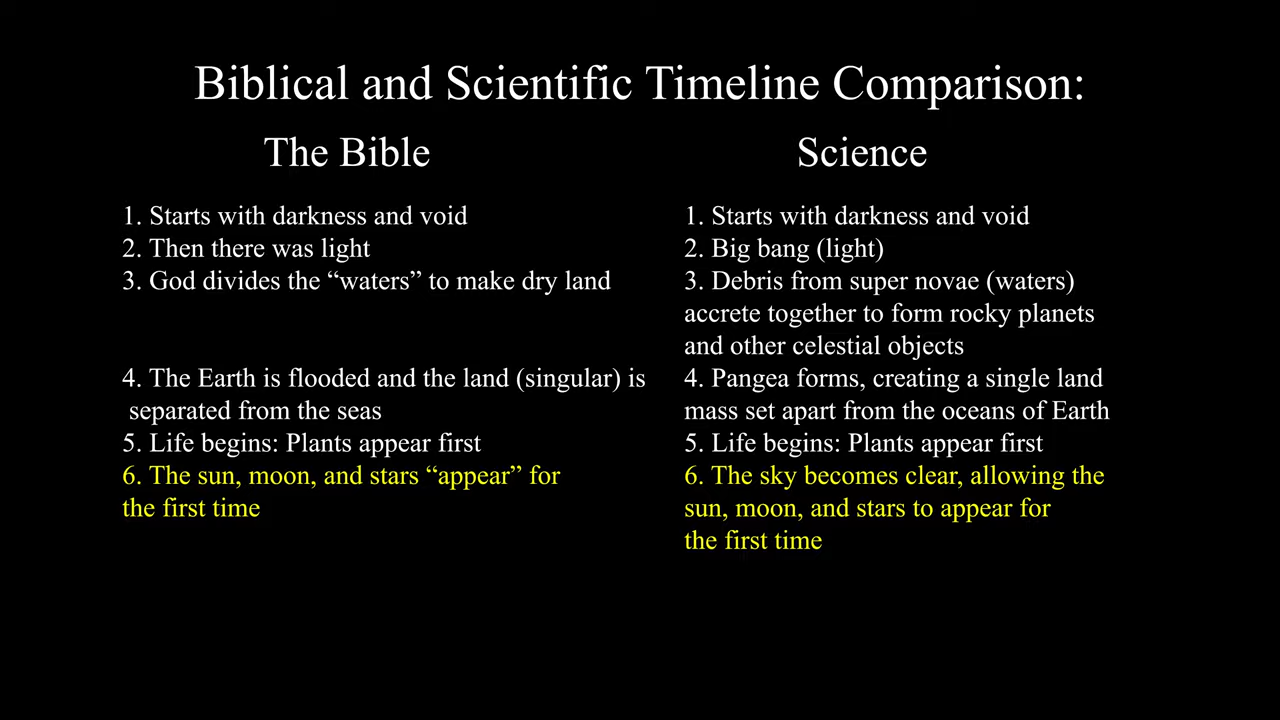 Biblical and Scientific Timeline Comparison:
The Bible
1. Starts with darkness and void
2. Then there was light
3. God divides the “waters” to make dry land
4. The Earth is flooded and the land (singular) is
separated from the seas
5. Life begins: Plants appear first
6. The sun, moon, and stars “appear” for
the first time
Science
1. Starts with darkness and void
2. Big bang (light)
3. Debris from super novae (waters)
accrete together to form rocky planets
and other celestial objects
4. Pangea forms, creating a single land
mass set apart from the oceans of Earth
5. Life begins: Plants appear first
6. The sky becomes clear, allowing the
sun, moon, and stars to appear for
the first time